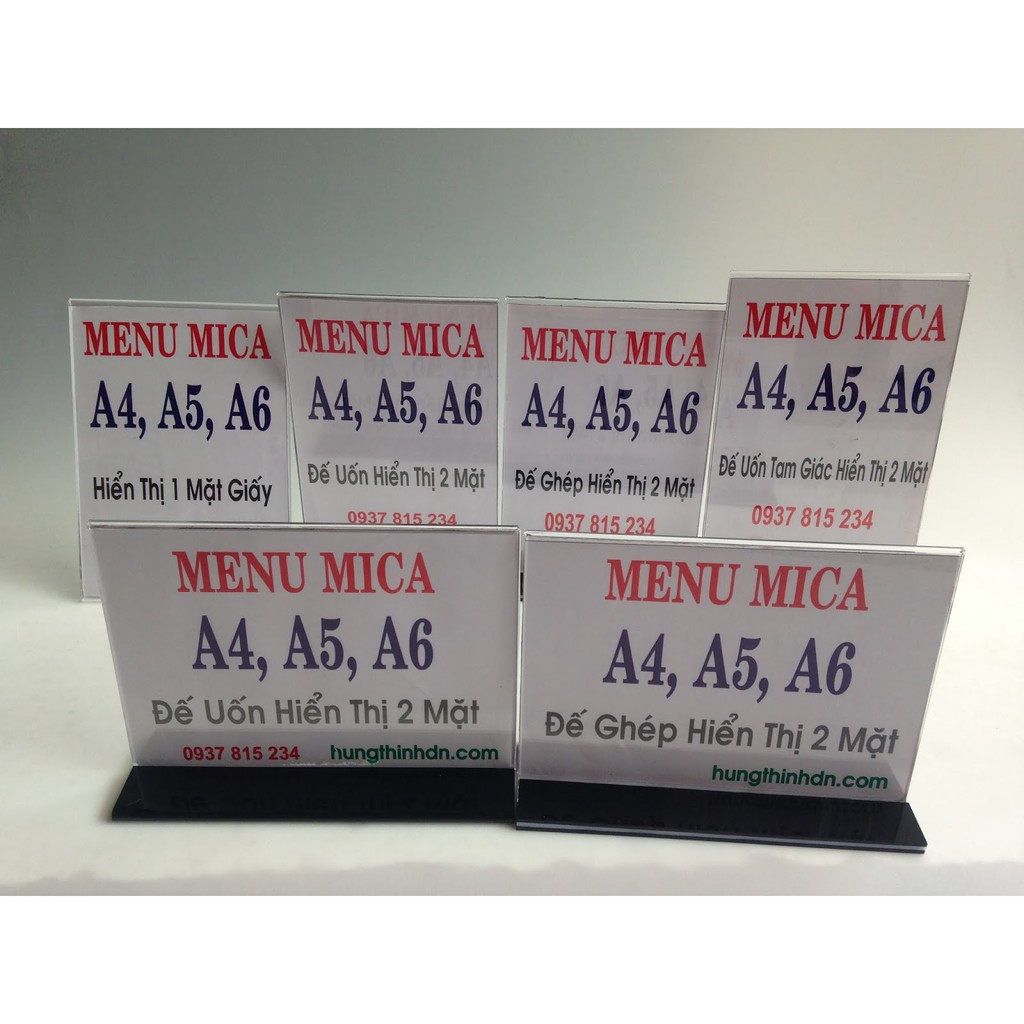 MENU MICA
A4, A5, A6
Hiển Thị 1 Mặt Giấy
MENU MICA
A4, A5, A6
Đế Uốn Hiển Thị 2 Mặt
0937 815 234
MENU MICA
A4, A5, A6
Đế Ghép Hiển Thị 2 Mặt
0937 815 234
MENU MICA
A4, A5, A6
Đế Uốn Tam Giác Hiển Thị 2 Mặt
0937 815 234
MENU MICA
A4, A5, A6
Đế Uốn Hiển Thị 2 Mặt
0937 815 234 hungthinhdn.com
MENU MICA
A4, A5, A6
Đế Ghép Hiển Thị 2 Mặt
hungthinhdn.com